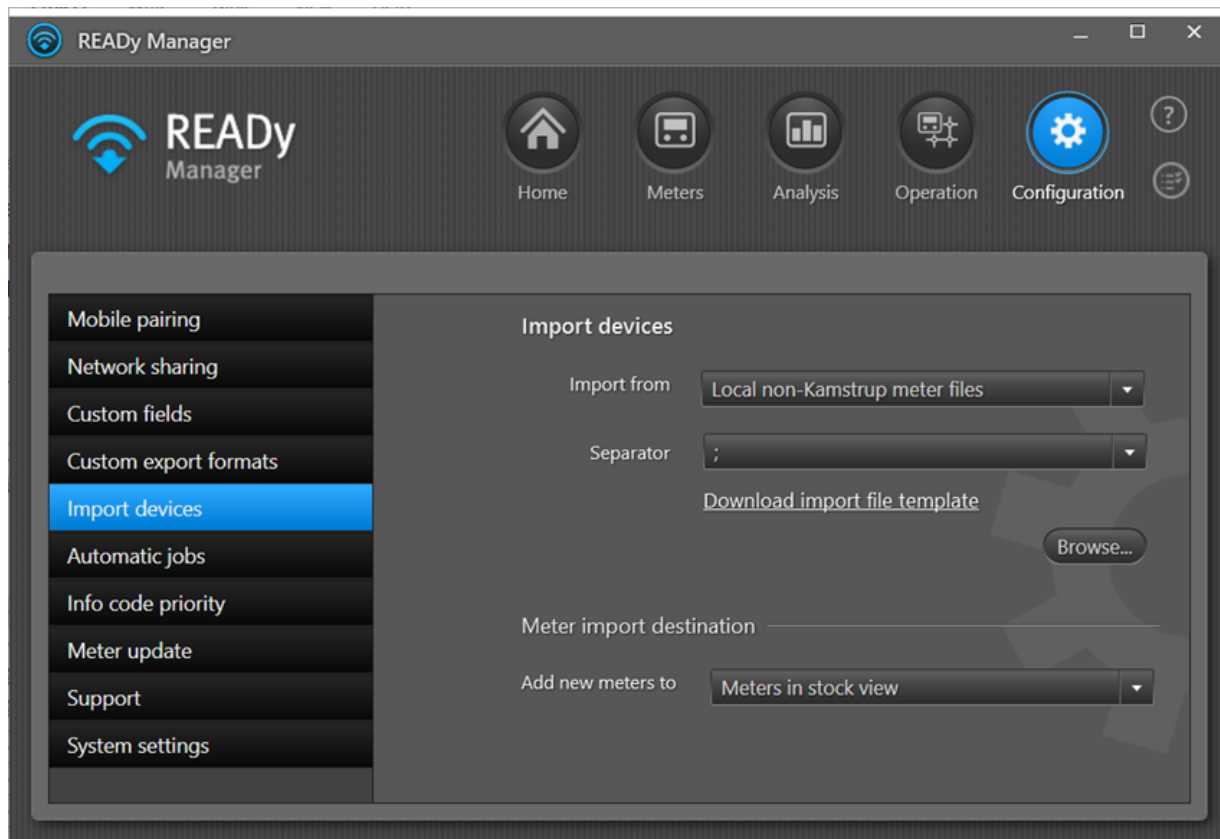 READy Manager
READy
Manager
Home
Meters
Analysis
Operation
Configuration
?
Mobile pairing
Network sharing
Custom fields
Custom export formats
Import devices
Automatic jobs
Info code priority
Meter update
Support
System settings
Import devices
Import from
Local non-Kamstrup meter files
Separator
;
Download import file template
Browse...
Meter import destination
Add new meters to
Meters in stock view